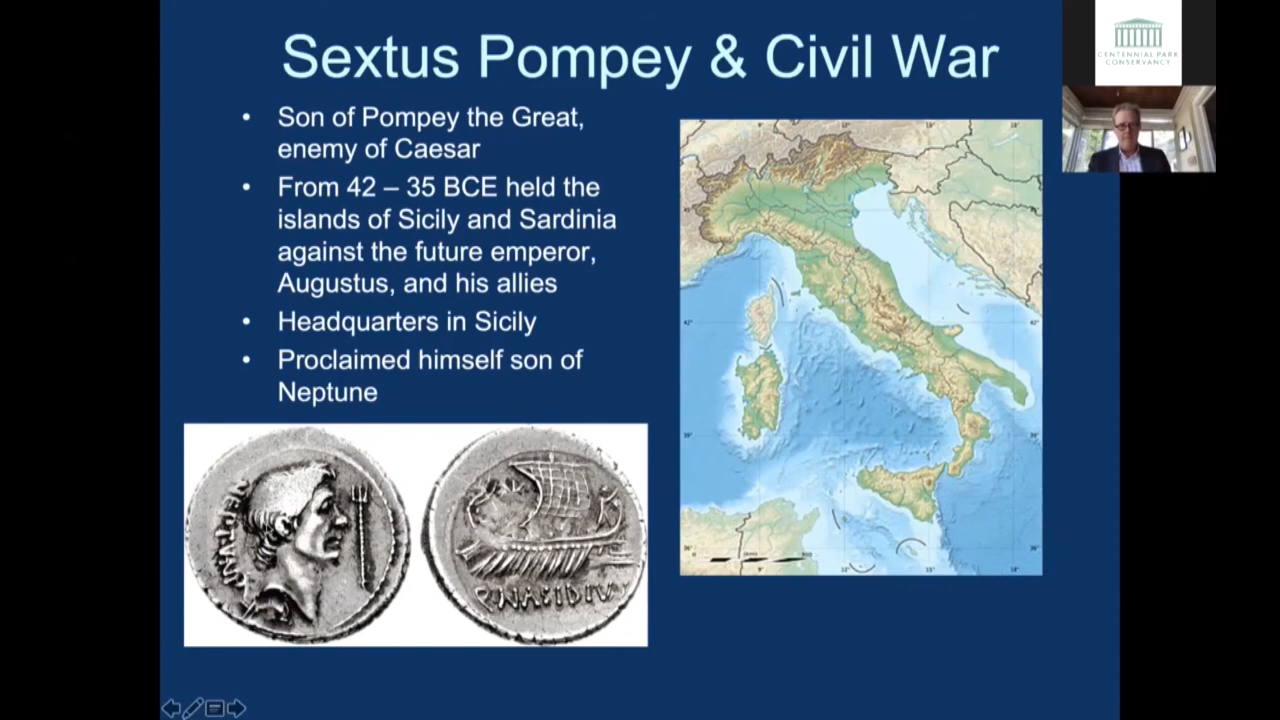 Sextus Pompey & Civil War
• Son of Pompey the Great,
enemy of Caesar
• From 42 – 35 BCE held the
islands of Sicily and Sardinia
against the future emperor,
Augustus, and his allies
• Headquarters in Sicily
• Proclaimed himself son of
Neptune
CENTENNIAL PARK
CONSERVANCY
NEPTVNI
Q·NASIDIV